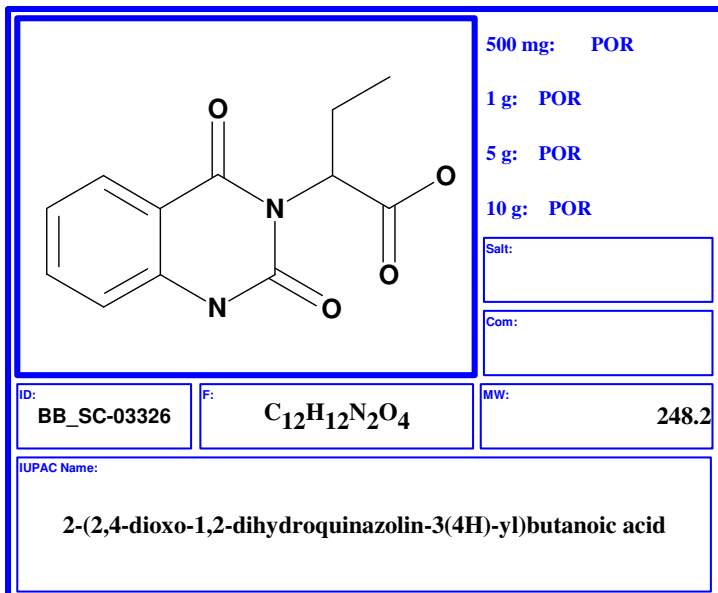 O
N
O
O
N
O
500 mg: POR
1 g: POR
5 g: POR
10 g: POR
Salt:
Com:
ID:
BB_SC-03326
F:
C12H12N2O4
MW:
248.2
IUPAC Name:
2-(2,4-dioxo-1,2-dihydroquinazolin-3(4H)-yl)butanoic acid